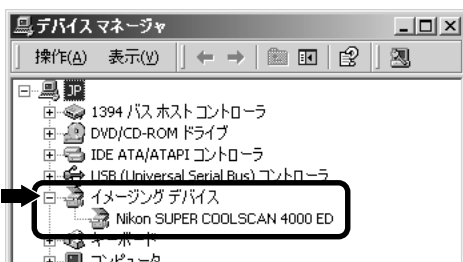 デバイス マネージャ
操作(A) 表示(V)
JP
1394 バス ホスト コントローラ
DVD/CD-ROM ドライブ
IDE ATA/ATAPI コントローラ
USB (Universal Serial Bus) コントローラ
イメージング デバイス
Nikon SUPER COOLSCAN 4000 ED
キーボード
コンピュータ